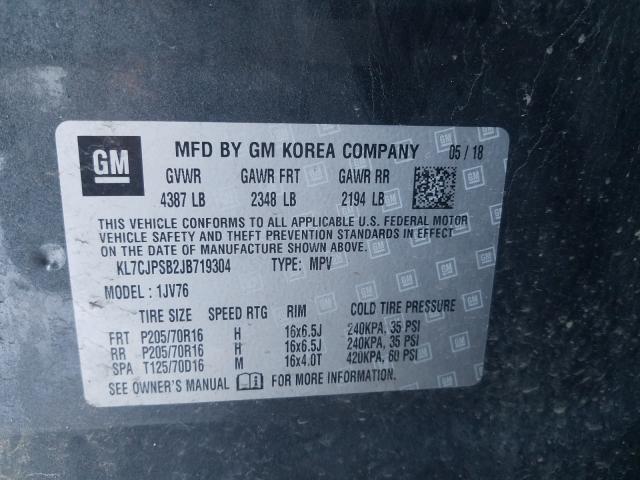 GM MFD BY GM KOREA COMPANY 05 / 18
GVWR GAWR FRT GAWR RR
4387 LB 2348 LB 2194 LB
THIS VEHICLE CONFORMS TO ALL APPLICABLE U.S. FEDERAL MOTOR
VEHICLE SAFETY AND THEFT PREVENTION STANDARDS IN EFFECT
ON THE DATE OF MANUFACTURE SHOWN ABOVE.
KL7CJPSB2JB719304 TYPE: MPV
MODEL : 1JV76
TIRE SIZE SPEED RTG RIM COLD TIRE PRESSURE
FRT P205/70R16 H 16x6.5J 240KPA, 35 PSI
RR P205/70R16 H 16x6.5J 240KPA, 35 PSI
SPA T125/70D16 M 16x4.0T 420KPA, 60 PSI
SEE OWNER'S MANUAL FOR MORE INFORMATION.